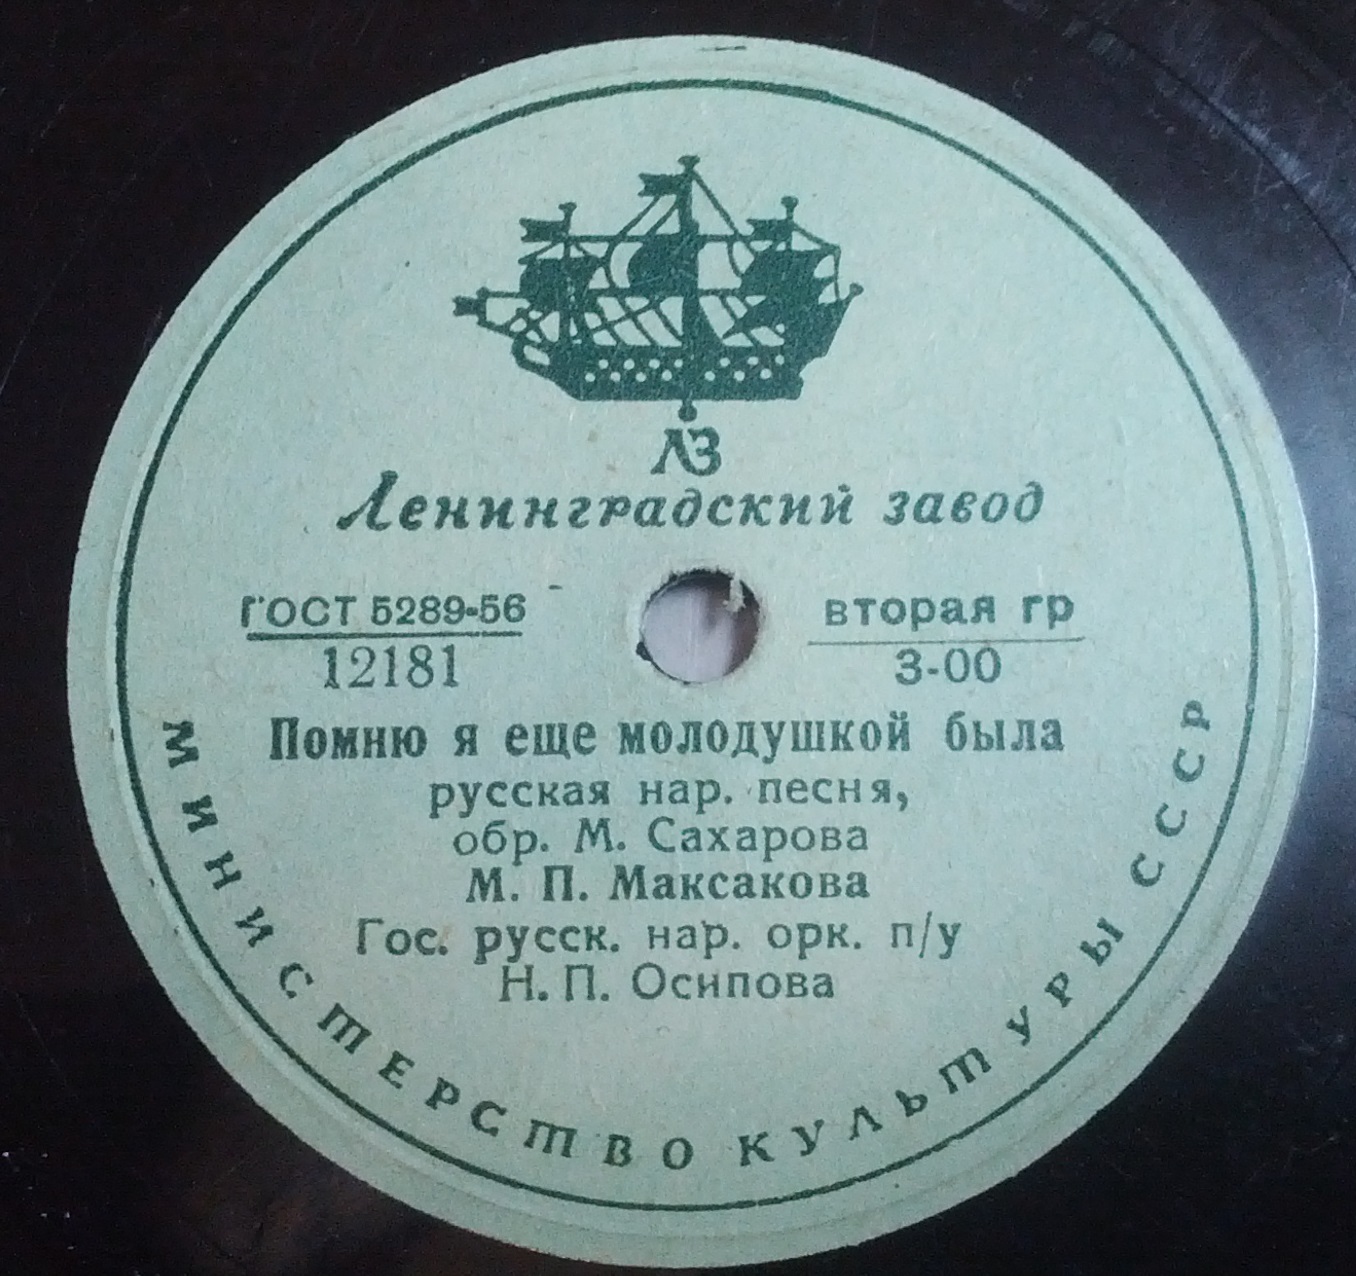 ЛЗ
Ленинградский завод
ГОСТ 5289-56
12181
вторая гр
3-00
Помню я еще молодушкой была
русская нар. песня,
обр. М. Сахарова
М. П. Максакова
Гос. русск. нар. орк. п/у
Н. П. Осипова
МИНИСТЕРСТВО КУЛЬТУРЫ СССР